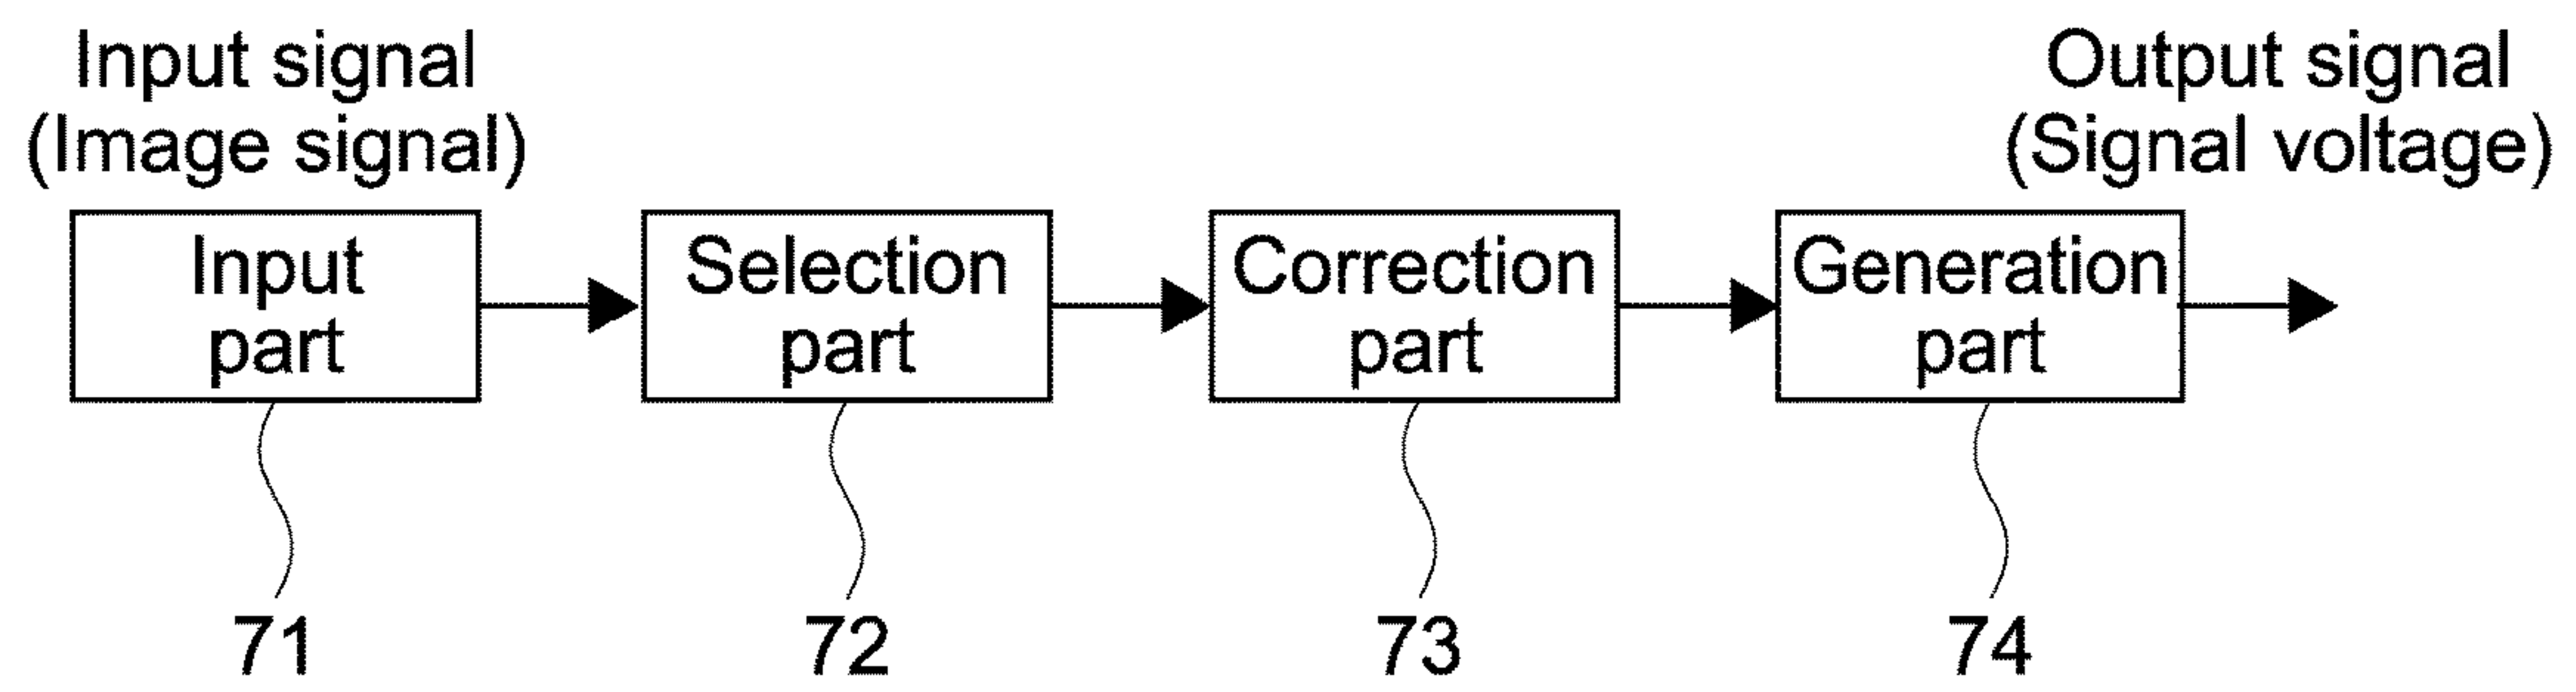 Input signal
(Image signal)
Output signal
(Signal voltage)
Input
part
Selection
part
Correction
part
Generation
part
71
72
73
74